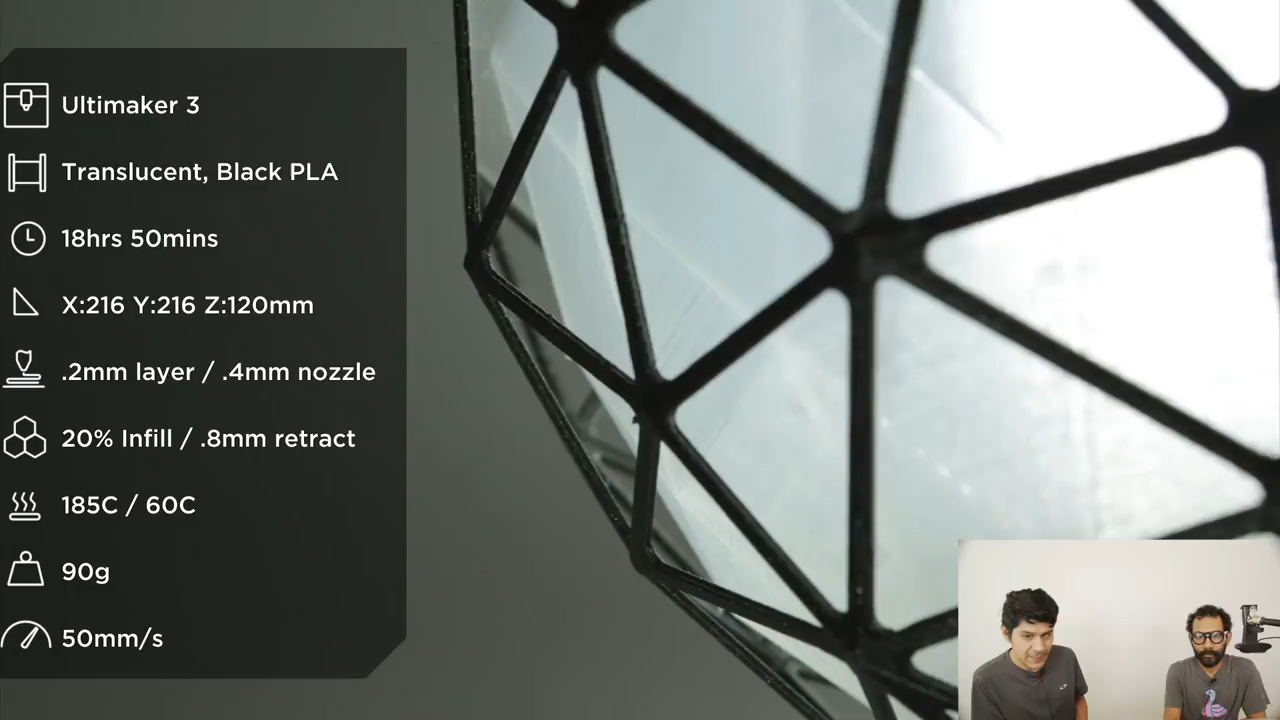 Ultimaker 3
Translucent, Black PLA
18hrs 50mins
X:216 Y:216 Z:120mm
.2mm layer / .4mm nozzle
20% Infill / .8mm retract
185C / 60C
90g
50mm/s